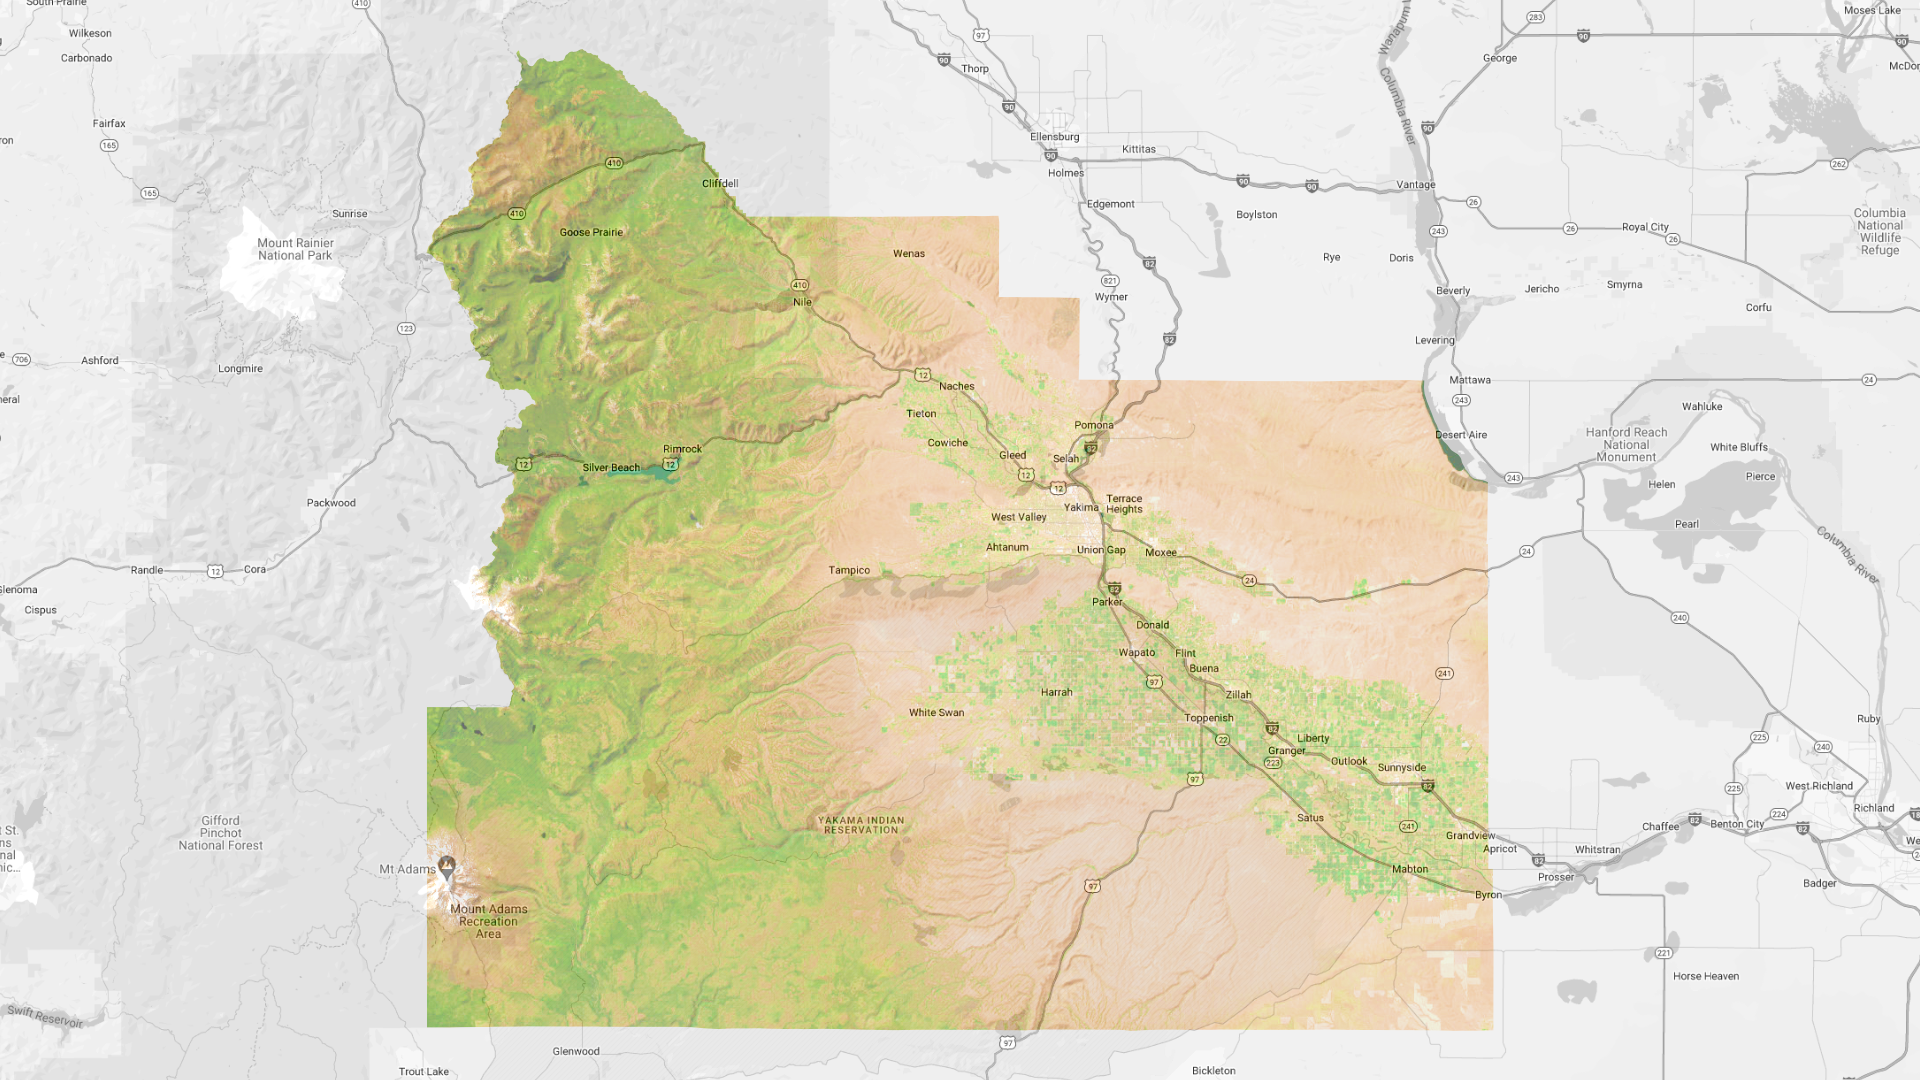 South Prairie
410
Wilkeson
Carbonado
Fairfax
165
165
Sunrise
Mount Rainier
National Park
123
706
Ashford
Longmire
Packwood
Randle
12
Cora
Glenoma
Cispus
Gifford
Pinchot
National Forest
Mt Adams
Mount Adams
Recreation
Area
Swift Reservoir
Trout Lake
Glenwood
410
410
Cliffdell
Goose Prairie
410
Nile
Wenas
12
Naches
Tieton
Cowiche
Gleed
12
Rimrock
Silver Beach
12
12
Pomona
82
Selah
12
Yakima
Terrace
Heights
West Valley
Ahtanum
Union Gap
Moxee
24
Tampico
82
Parker
Donald
Wapato
Flint
Buena
97
Zillah
Harrah
White Swan
Toppenish
22
82
Liberty
Granger
223
Outlook
Sunnyside
82
97
Satus
241
241
Grandview
Apricot
Mabton
Byron
YAKAMA INDIAN
RESERVATION
97
97
Bickleton
97
90
Thorp
90
Ellensburg
90
Kittitas
Holmes
Edgemont
90
90
Boylston
82
821
Wymer
82
Rye
Doris
Vantage
26
243
Beverly
Jericho
Smyrna
Levering
Mattawa
243
Desert Aire
243
24
Wanapum
Columbia River
283
90
George
90
Moses Lake
90
262
Royal City
26
26
Columbia
National
Wildlife
Refuge
Corfu
24
Wahluke
Hanford Reach
National
Monument
White Bluffs
Pierce
Helen
Pearl
Columbia River
240
Ruby
225
240
West Richland
225
Richland
224
Chaffee
82
Benton City
82
Whitstran
82
Prosser
Badger
221
Horse Heaven